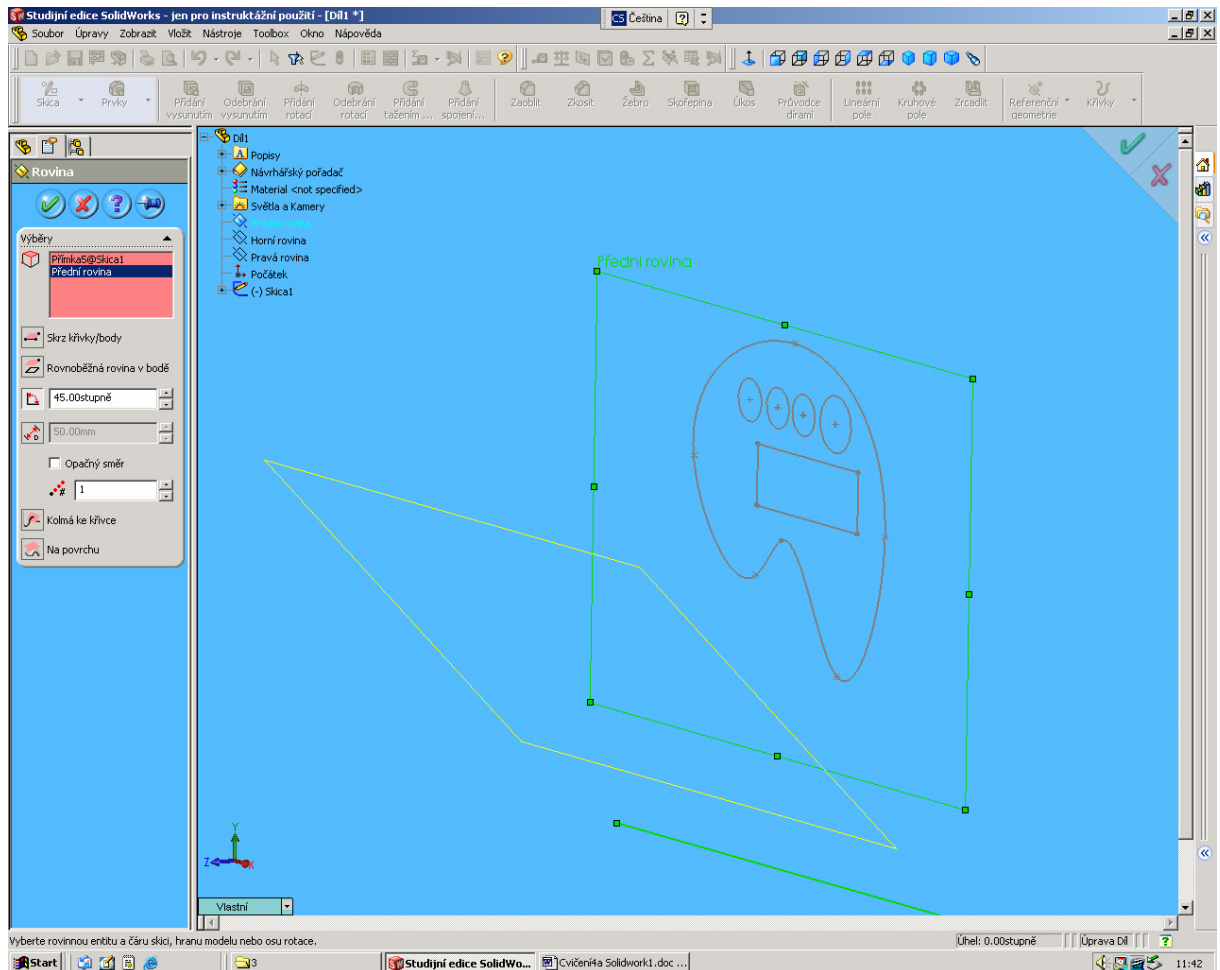 Studijní edice SolidWorks - jen pro instruktážní použití - [Díl1 *]
CS Čeština
Soubor Úpravy Zobrazit Vložit Nástroje Toolbox Okno Nápověda
Skica
Prvky
Přidání vysunutím
Odebrání vysunutím
Přidání rotací
Odebrání rotací
Přidání tažením ...
Přidání spojení...
Zaoblit
Zkosit
Žebro
Skořepina
Úkos
Průvodce dírami
Lineární pole
Kruhové pole
Zrcadlit
Referenční geometrie
Křivky
Rovina
Výběry
Přímka5@Skica1
Přední rovina
Skrz křivky/body
Rovnoběžná rovina v bodě
45.00stupně
50.00mm
Opačný směr
1
Kolmá ke křivce
Na povrchu
Díl1
Popisy
Návrhářský pořadač
Material <not specified>
Světla a Kamery
Přední rovina
Horní rovina
Pravá rovina
Počátek
(-) Skica1
Přední rovina
Y
Z
X
Vlastní
Vyberte rovinnou entitu a čáru skici, hranu modelu nebo osu rotace.
Úhel: 0.00stupně
Úprava Díl
Start
3
Studijní edice SolidWo...
Cvičení4a Solidwork1.doc ...
11:42